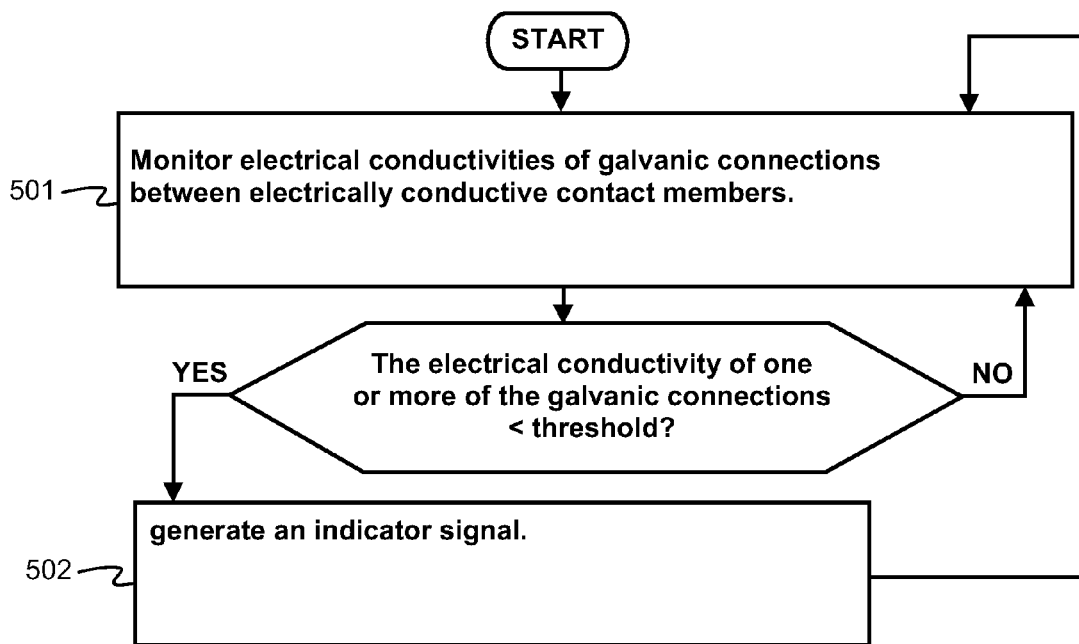 START
Monitor electrical conductivities of galvanic connections
between electrically conductive contact members.
501
The electrical conductivity of one
or more of the galvanic connections
< threshold?
YES
NO
generate an indicator signal.
502